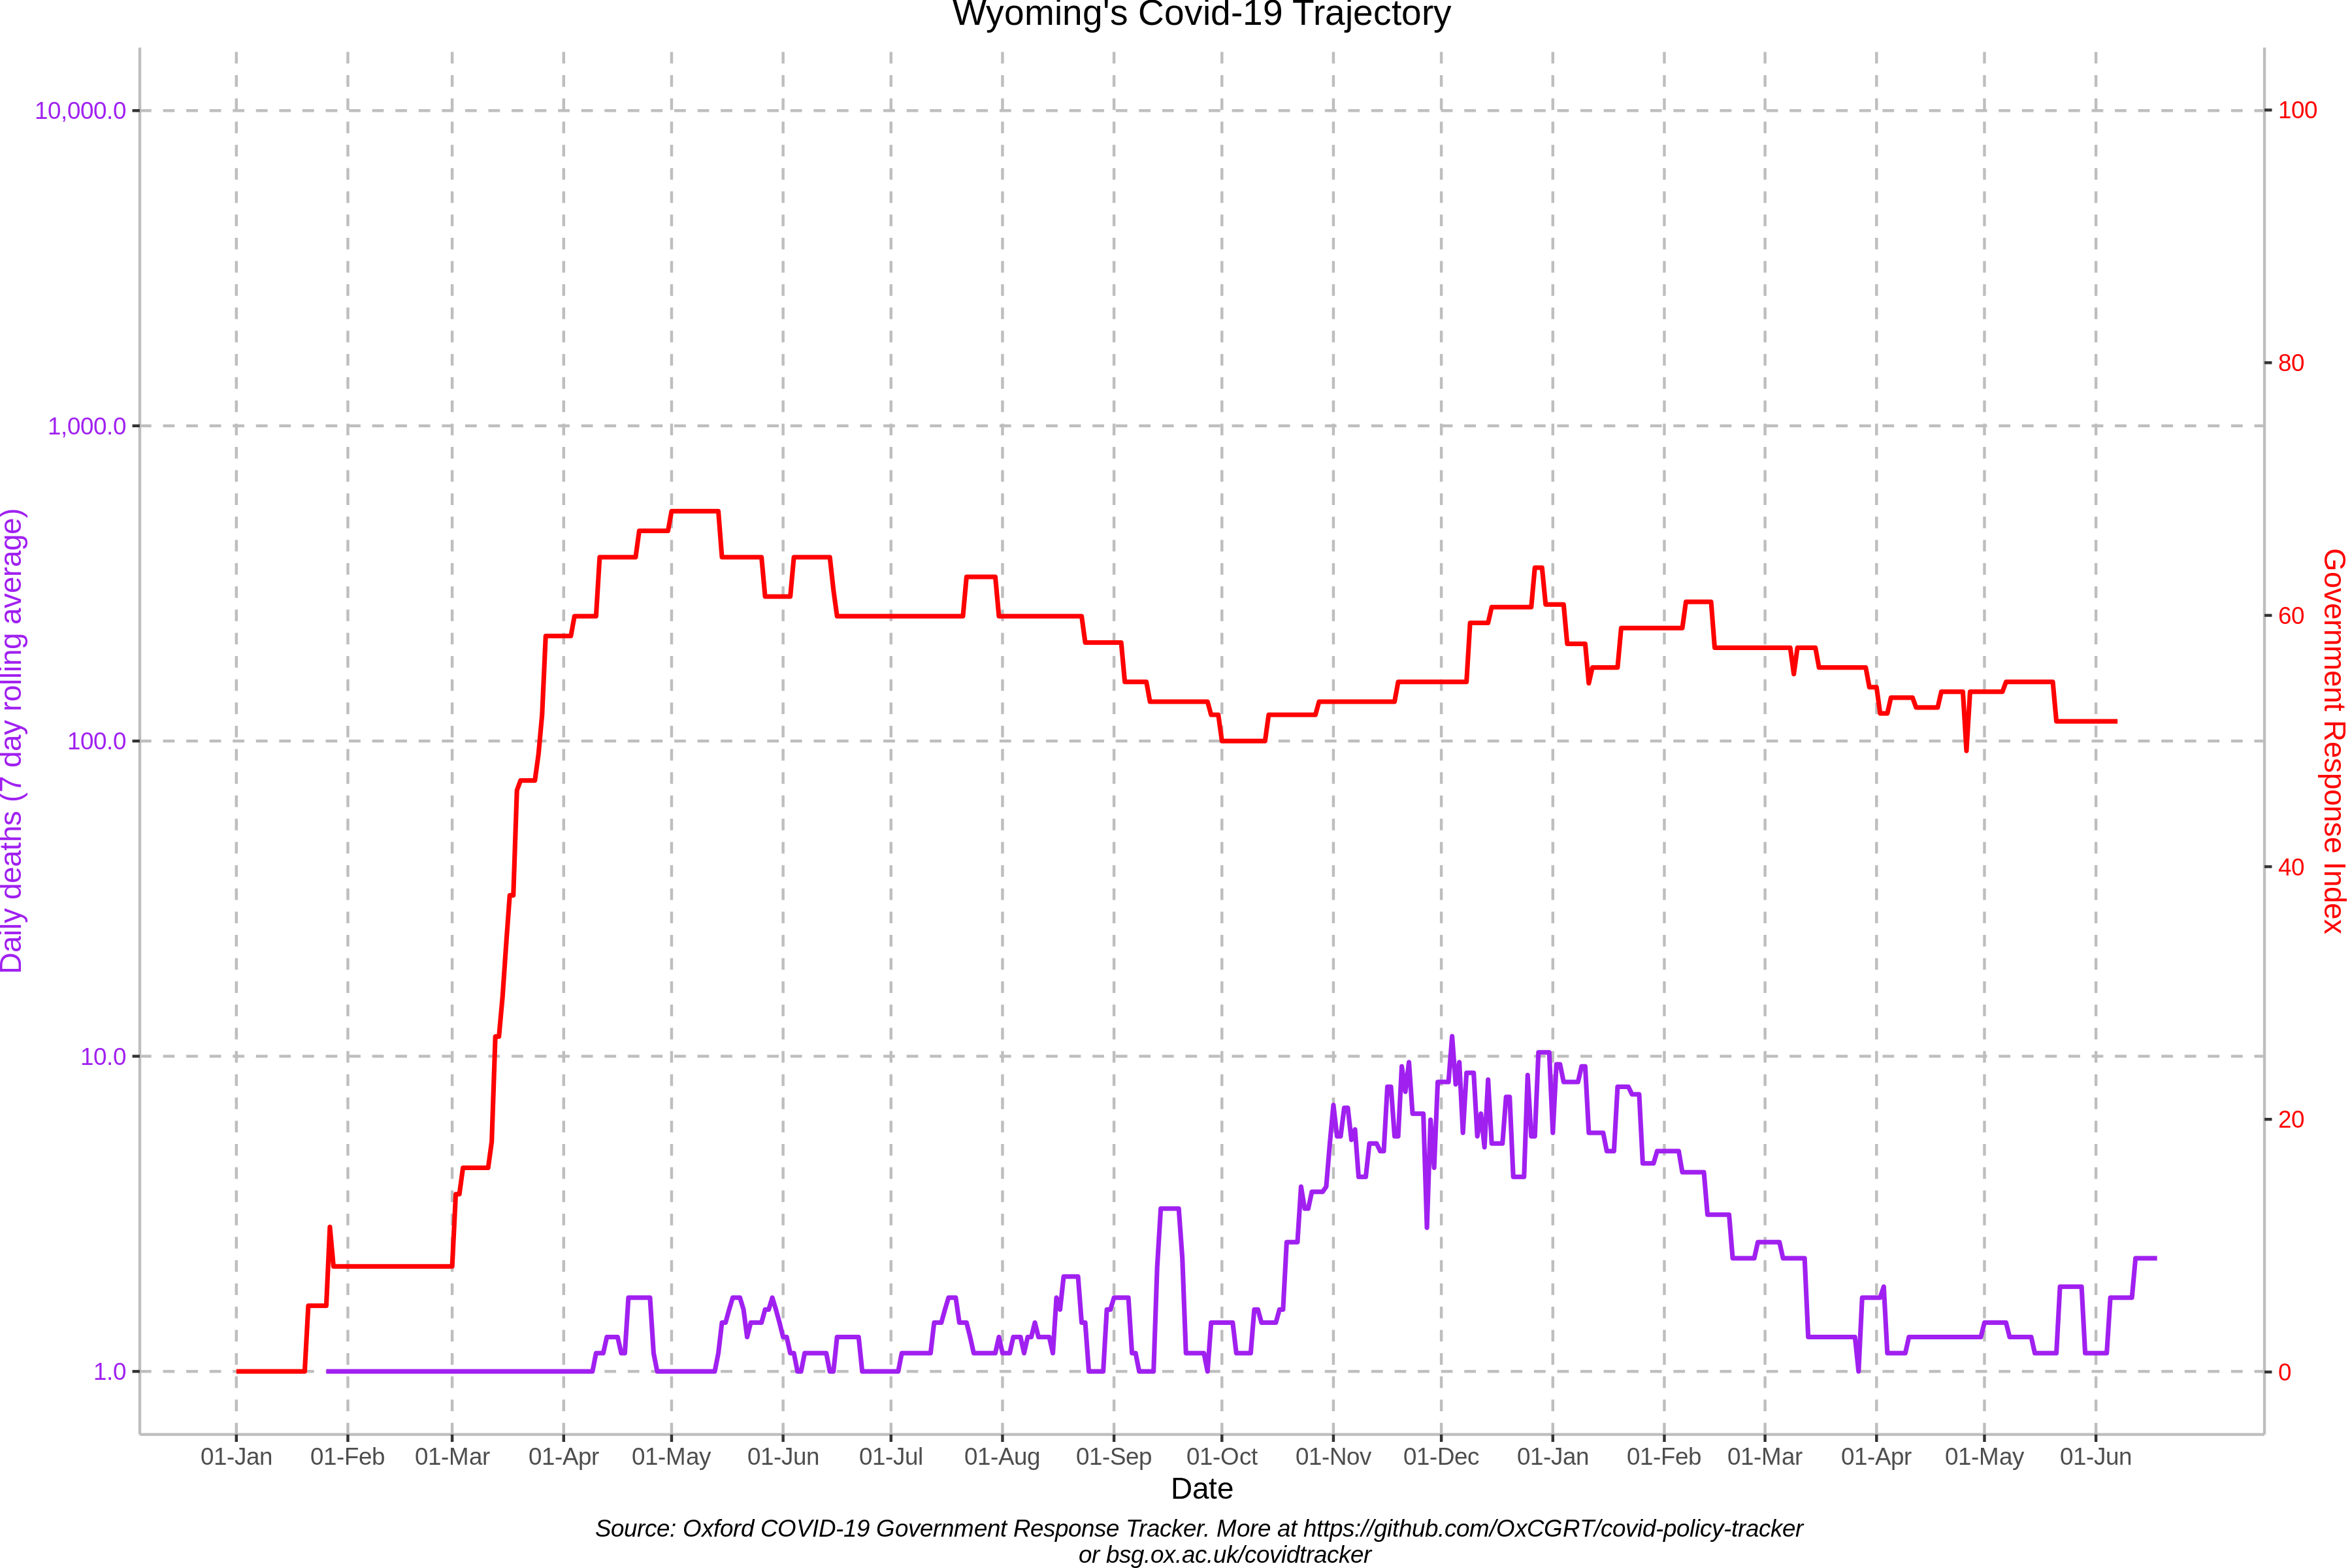 Wyoming's Covid-19 Trajectory
10,000.0
1,000.0
100.0
10.0
1.0
Daily deaths (7 day rolling average)
100
80
60
40
20
0
Government Response Index
01-Jan 01-Feb 01-Mar 01-Apr 01-May 01-Jun 01-Jul 01-Aug 01-Sep 01-Oct 01-Nov 01-Dec 01-Jan 01-Feb 01-Mar 01-Apr 01-May 01-Jun
Date
Source: Oxford COVID-19 Government Response Tracker. More at https://github.com/OxCGRT/covid-policy-tracker
or bsg.ox.ac.uk/covidtracker